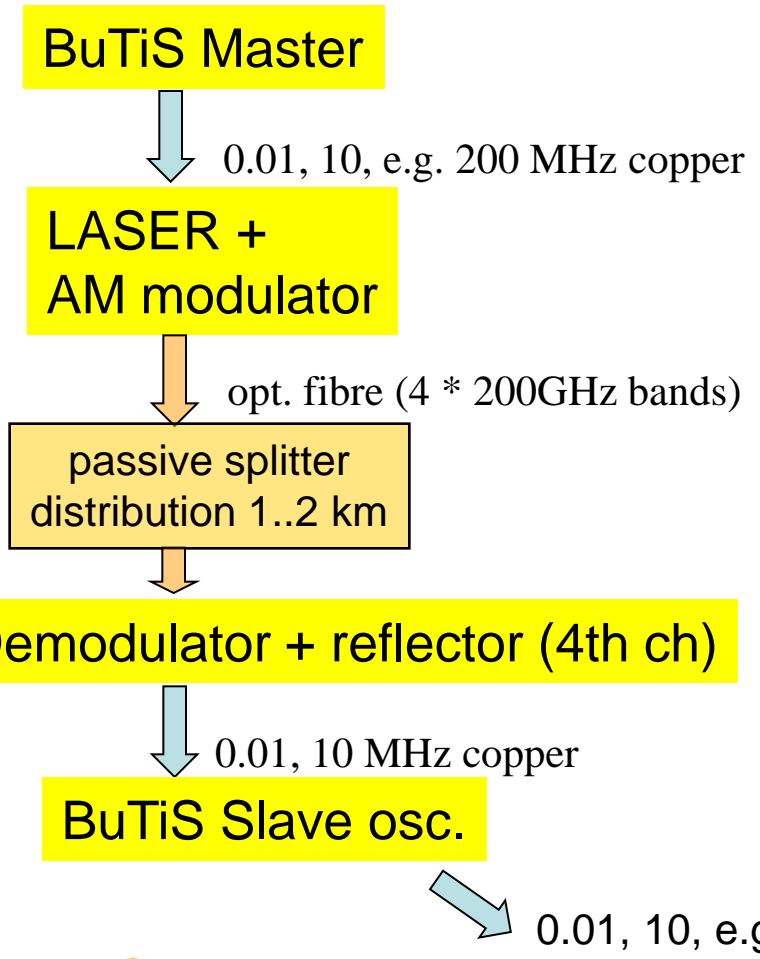 BuTiS Master
0.01, 10, e.g. 200 MHz copper
LASER +
AM modulator
opt. fibre (4 * 200GHz bands)
passive splitter
distribution 1..2 km
Demodulator + reflector (4th ch)
0.01, 10 MHz copper
BuTiS Slave osc.
0.01, 10,